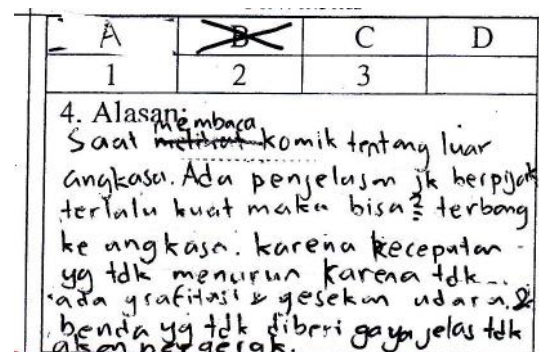 A B C D
1 2 3
4. Alasan:
Saat membaca komik tentang luar
angkasa. Ada penjelasan jk berpijak
terlalu kuat maka bisa2 terbang
ke angkasa. karena kecepatan
yg tdk menurun karena tdk
ada grafitasi & gesekan udara. &
benda yg tdk diberi gaya jelas tdk
akan bergerak.